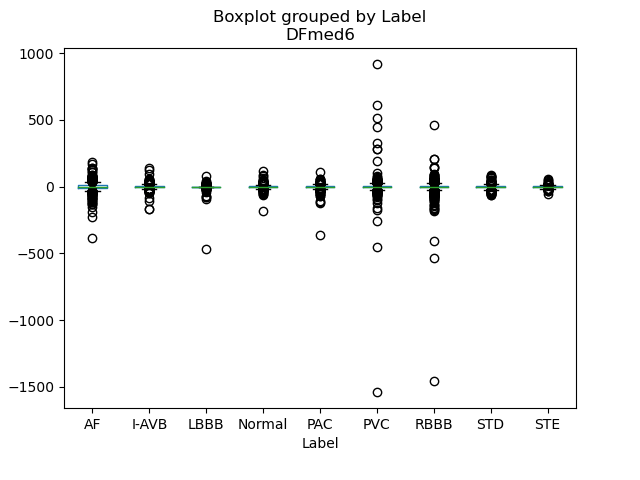 Boxplot grouped by Label
DFmed6
1000
500
0
−500
−1000
−1500
AF I-AVB LBBB Normal PAC PVC RBBB STD STE
Label